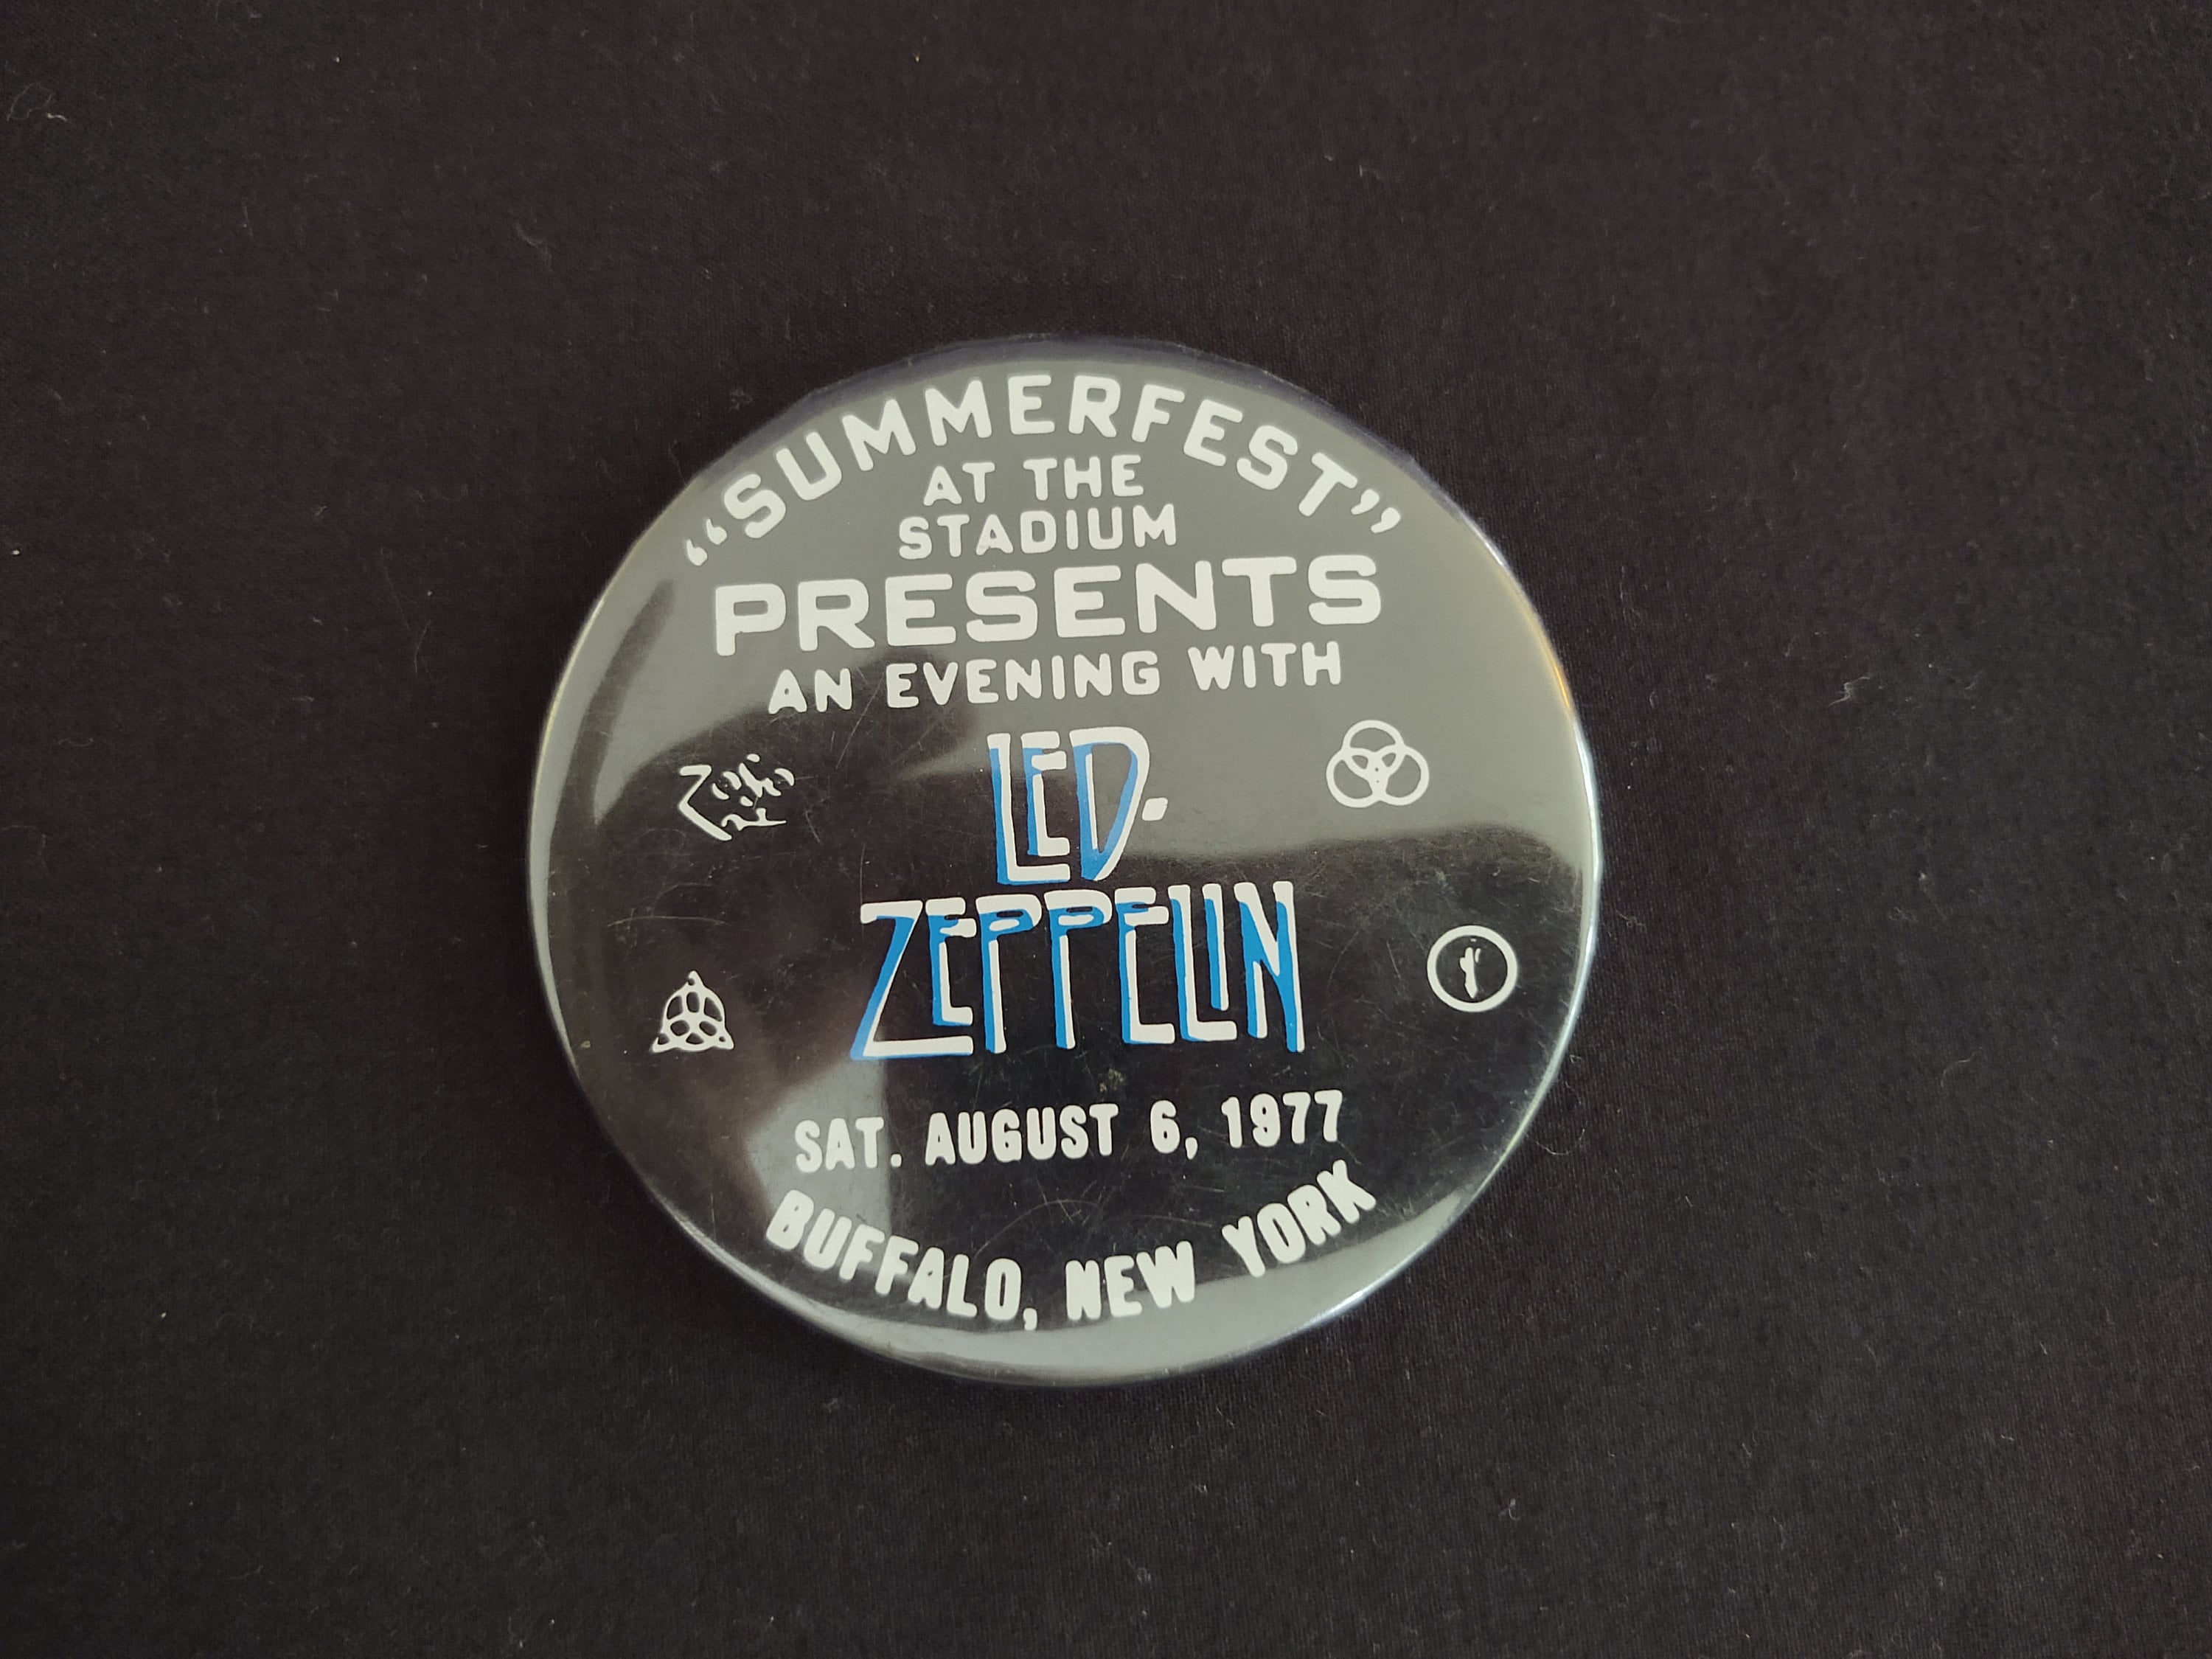 “SUMMERFEST”
AT THE
STADIUM
PRESENTS
AN EVENING WITH
LED.
ZEPPELIN
SAT. AUGUST 6, 1977
BUFFALO, NEW YORK